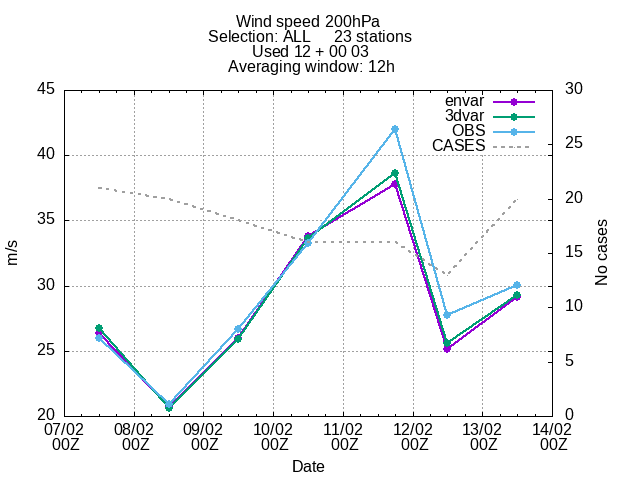 Wind speed 200hPa
Selection: ALL 23 stations
Used 12 + 00 03
Averaging window: 12h
envar
3dvar
OBS
CASES
45
40
35
30
25
20
30
25
20
15
10
5
0
m/s
No cases
07/02 08/02 09/02 10/02 11/02 12/02 13/02 14/02
00Z 00Z 00Z 00Z 00Z 00Z 00Z 00Z
Date